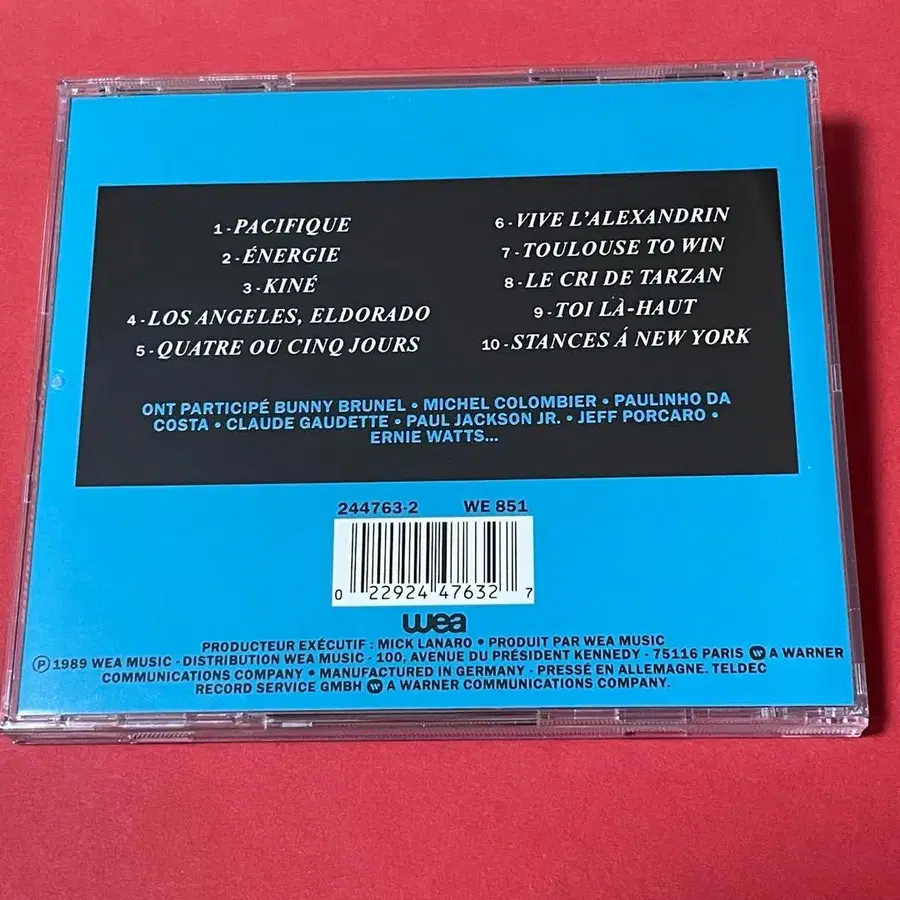 1 - PACIFIQUE
2 - ÉNERGIE
3 - KINÉ
4 - LOS ANGELES, ELDORADO
5 - QUATRE OU CINQ JOURS
6 - VIVE L'ALEXANDRIN
7 - TOULOUSE TO WIN
8 - LE CRI DE TARZAN
9 - TOI LÀ-HAUT
10 - STANCES Á NEW YORK
ONT PARTICIPÉ BUNNY BRUNEL • MICHEL COLOMBIER • PAULINHO DA
COSTA • CLAUDE GAUDETTE • PAUL JACKSON JR. • JEFF PORCARO •
ERNIE WATTS...
244763-2 WE 851
0 22924 47632 7
wea
PRODUCTEUR EXÉCUTIF : MICK LANARO • PRODUIT PAR WEA MUSIC
Ⓟ 1989 WEA MUSIC - DISTRIBUTION WEA MUSIC - 100, AVENUE DU PRÉSIDENT KENNEDY - 75116 PARIS A WARNER
COMMUNICATIONS COMPANY. • MANUFACTURED IN GERMANY - PRESSÉ EN ALLEMAGNE. TELDEC
RECORD SERVICE GMBH A WARNER COMMUNICATIONS COMPANY.